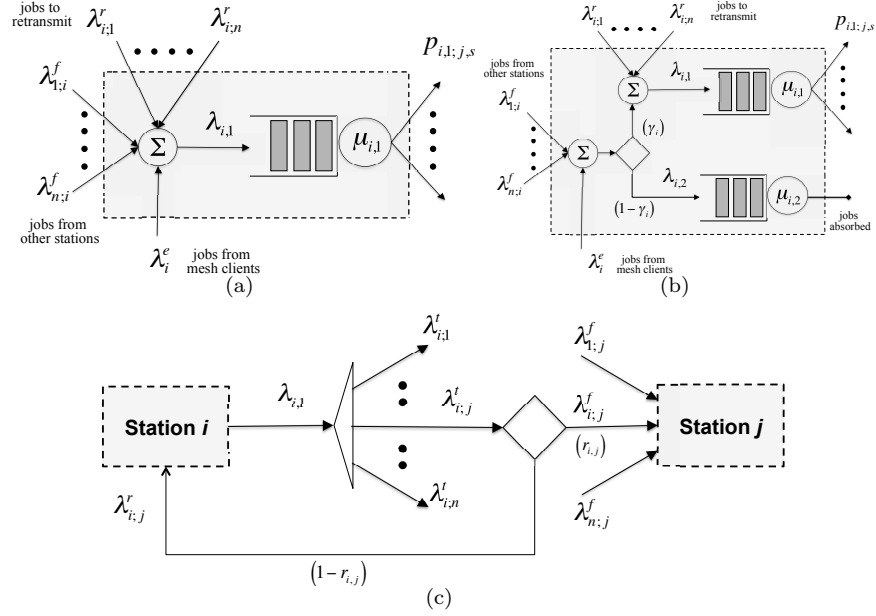 jobs to
retransmit
λ^r_{i;1}
λ^r_{i;n}
λ^f_{1;i}
λ^f_{n;i}
Σ
λ_{i,1}
μ_{i,1}
p_{i,1; j,s}
jobs from
other stations
λ^e_i
jobs from
mesh clients
(a)
jobs to
retransmit
λ^r_{i;1}
λ^r_{i;n}
jobs from
other stations
λ^f_{1;i}
λ^f_{n;i}
Σ
Σ
λ_{i,1}
μ_{i,1}
p_{i,1; j,s}
(γ_i)
λ_{i,2}
(1−γ_i)
μ_{i,2}
jobs
absorbed
λ^e_i
jobs from
mesh clients
(b)
λ^t_{i;1}
λ^f_{1;j}
Station i
λ_{i,1}
λ^t_{i;j}
λ^f_{i;j}
(r_{i,j})
Station j
λ^r_{i;j}
λ^t_{i;n}
λ^f_{n;j}
(1−r_{i,j})
(c)